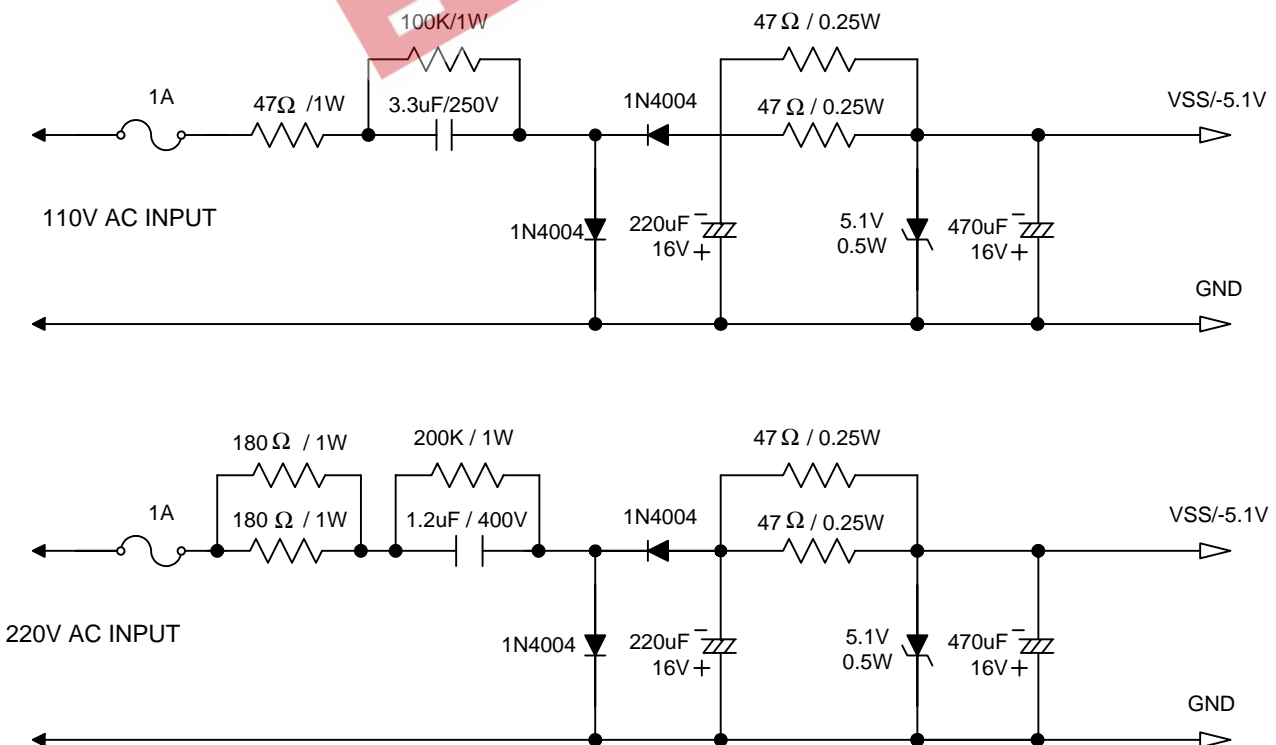 100K/1W
47 Ω / 0.25W
1A
47Ω /1W
3.3uF/250V
1N4004
47 Ω / 0.25W
VSS/-5.1V
110V AC INPUT
1N4004
220uF −
16V +
5.1V
0.5W
470uF −
16V +
GND
180 Ω / 1W
200K / 1W
47 Ω / 0.25W
1A
180 Ω / 1W
1.2uF / 400V
1N4004
47 Ω / 0.25W
VSS/-5.1V
220V AC INPUT
1N4004
220uF −
16V +
5.1V
0.5W
470uF −
16V +
GND